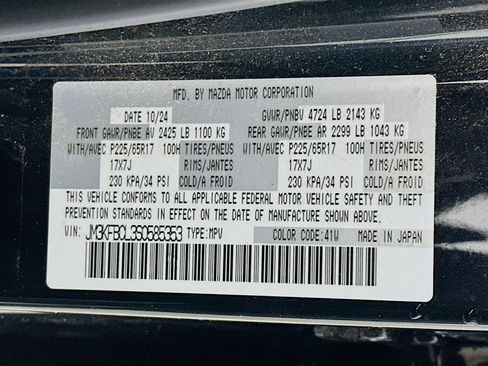 MFD. BY MAZDA MOTOR CORPORATION
DATE 10/24 GVWR/PNBV 4724 LB 2143 KG
FRONT GAWR/PNBE AV 2425 LB 1100 KG REAR GAWR/PNBE AR 2299 LB 1043 KG
WITH/AVEC P225/65R17 100H TIRES/PNEUS WITH/AVEC P225/65R17 100H TIRES/PNEUS
17X7J RIMS/JANTES 17X7J RIMS/JANTES
230 KPA/34 PSI COLD/A FROID 230 KPA/34 PSI COLD/A FROID
THIS VEHICLE CONFORMS TO ALL APPLICABLE FEDERAL MOTOR VEHICLE SAFETY AND THEFT
PREVENTION STANDARDS IN EFFECT ON THE DATE OF MANUFACTURE SHOWN ABOVE.
VIN: TYPE:MPV COLOR CODE:41W MADE IN JAPAN